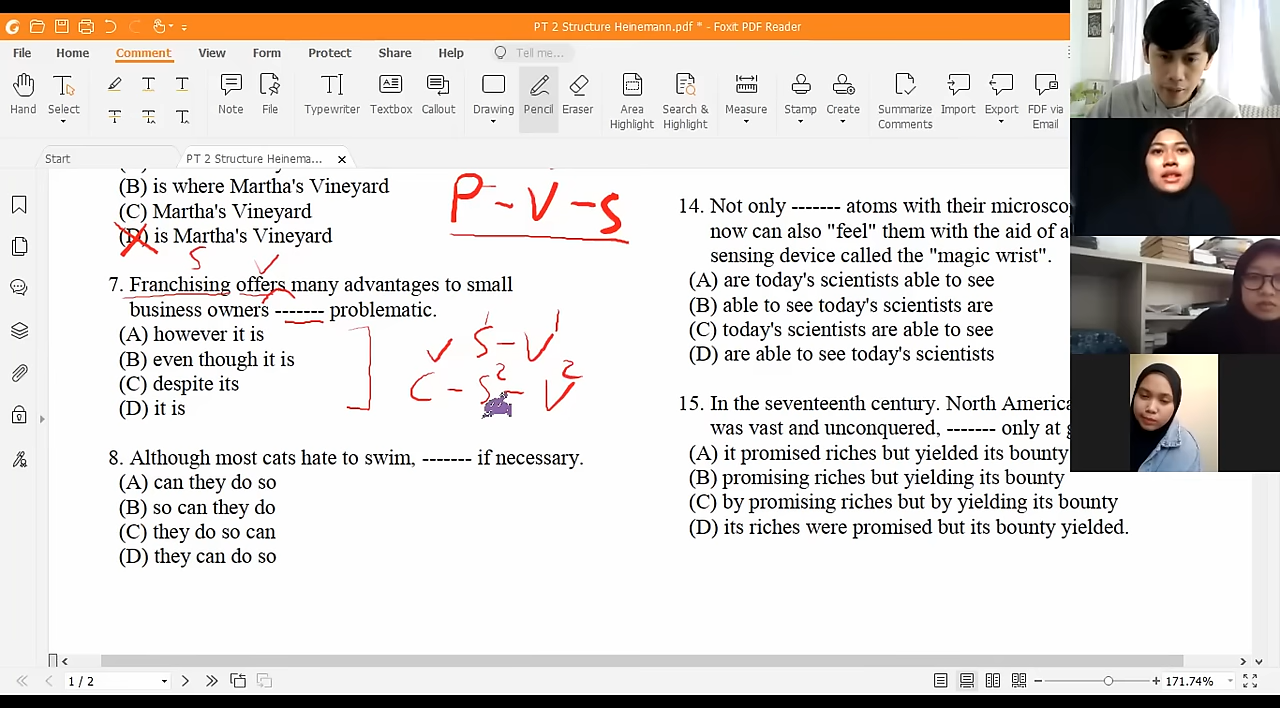 PT 2 Structure Heinemann.pdf * - Foxit PDF Reader
File Home Comment View Form Protect Share Help Tell me...
Hand Select Note File Typewriter Textbox Callout Drawing Pencil Eraser Area Highlight Search & Highlight Measure Stamp Create Summarize Comments Import Export FDF via Email
Start PT 2 Structure Heinema...
(B) is where Martha's Vineyard
(C) Martha's Vineyard
(D) is Martha's Vineyard
P - V - S
S V
7. Franchising offers many advantages to small
business owners ------- problematic.
(A) however it is
(B) even though it is
(C) despite its
(D) it is
S1 - V1
C - S2 - V2
8. Although most cats hate to swim, ------- if necessary.
(A) can they do so
(B) so can they do
(C) they do so can
(D) they can do so
14. Not only ------- atoms with their microsco
now can also "feel" them with the aid of a
sensing device called the "magic wrist".
(A) are today's scientists able to see
(B) able to see today's scientists are
(C) today's scientists are able to see
(D) are able to see today's scientists
15. In the seventeenth century. North America
was vast and unconquered, ------- only at
(A) it promised riches but yielded its bounty
(B) promising riches but yielding its bounty
(C) by promising riches but by yielding its bounty
(D) its riches were promised but its bounty yielded.
1 / 2
171.74%